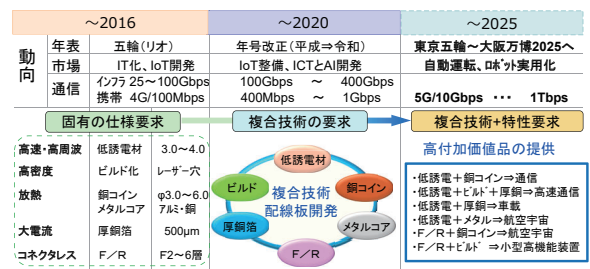 ～2016 ～2020 ～2025
動向 年表 五輪（リオ） 年号改正（平成⇒令和） 東京五輪～大阪万博2025へ
市場 IT化、IoT開発 IoT整備、ICTとAI開発 自動運転、ﾛﾎﾞｯﾄ実用化
通信 ｲﾝﾌﾗ 25～100Gbps 100Gbps ～ 400Gbps
携帯 4G/100Mbps 400Mbps ～ 1Gbps 5G/10Gbps ･･･ 1Tbps
固有の仕様要求 複合技術の要求 複合技術+特性要求
高速・高周波 低誘電材 3.0～4.0
高密度 ビルド化 レーザー穴
放熱 銅コイン φ3.0～6.0
メタルコア ｱﾙﾐ・銅
大電流 厚銅箔 500μm
コネクタレス F／R F2～6層
低誘電材
ビルド 銅コイン
複合技術
配線板開発
厚銅箔 メタルコア
F／R
高付加価値品の提供
・低誘電＋銅コイン⇒通信
・低誘電＋ﾋﾞﾙﾄﾞ＋厚銅⇒高速通信
・低誘電＋厚銅⇒車載
・低誘電＋メタル⇒航空宇宙
・F／R＋銅コイン⇒航空宇宙
・F／R＋ﾋﾞﾙﾄﾞ ⇒小型高機能装置